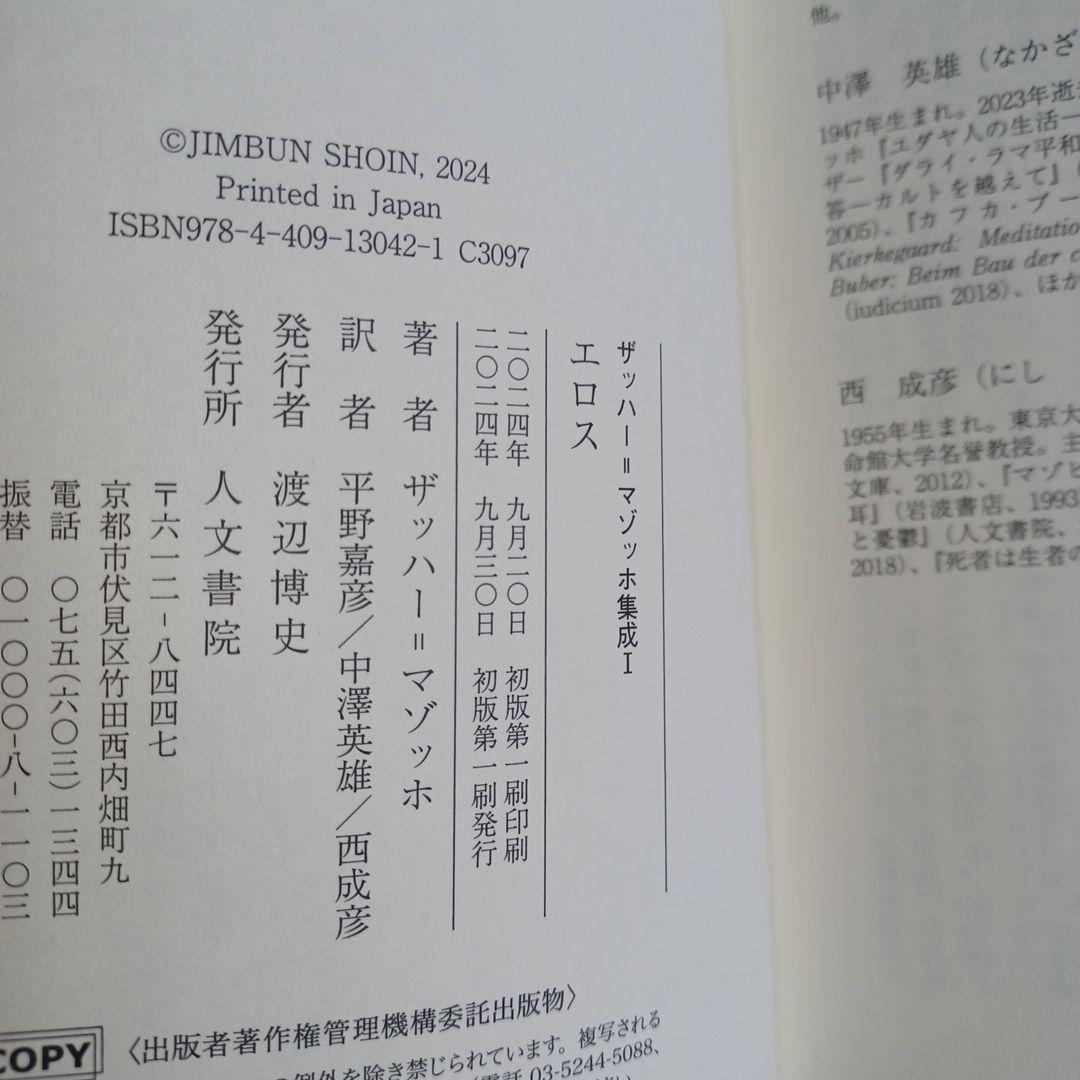 ザッハー＝マゾッホ集成Ⅰ
エロス
二〇二四年　九月二〇日　初版第一刷印刷
二〇二四年　九月三〇日　初版第一刷発行
著者　ザッハー＝マゾッホ
訳者　平野嘉彦／中澤英雄／西成彦
発行者　渡辺博史
発行所　人文書院
〒六一二-八四四七
京都市伏見区竹田西内畑町九
電話　〇七五(六〇三)一三四四
振替　〇一〇〇〇-八-一一〇三
©JIMBUN SHOIN, 2024
Printed in Japan
ISBN978-4-409-13042-1 C3097
COPY
〈出版者著作権管理機構委託出版物〉
の例外を除き禁じられています。複写される
(電話 03-5244-5088、
他。
中澤　英雄（なかざ
1947年生まれ。2023年逝
ッホ『ユダヤ人の生活―
ザー『ダライ・ラマ平和
答―カルトを越えて』（
2005）、『カフカ・ブー
Kierkegaard: Meditatio
Buber: Beim Bau der c
（iudicium 2018）、ほか
西　成彦（にし
1955年生まれ。東京大
命館大学名誉教授。主
文庫、2012）、『マゾヒ
耳』（岩波書店、1993
と憂鬱』（人文書院、
2018）、『死者は生者の